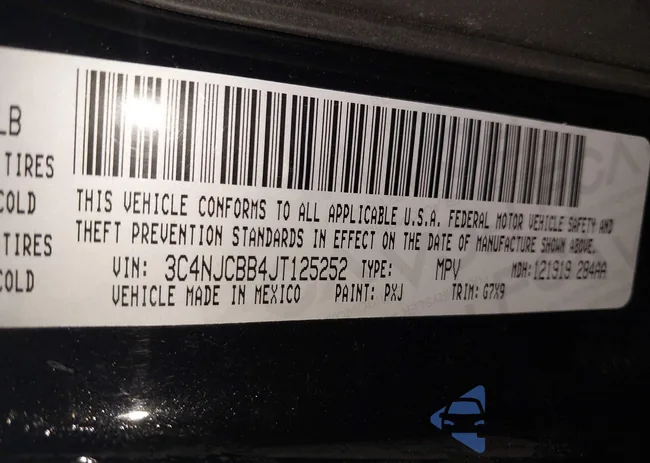 LB
TIRES
COLD
TIRES
COLD
THIS VEHICLE CONFORMS TO ALL APPLICABLE U.S.A. FEDERAL MOTOR VEHICLE SAFETY AND
THEFT PREVENTION STANDARDS IN EFFECT ON THE DATE OF MANUFACTURE SHOWN ABOVE.
VIN: 3C4NJCBB4JT125252 TYPE: MPV MDH: 121919 284AA
VEHICLE MADE IN MEXICO PAINT: PXJ TRIM: G7X9